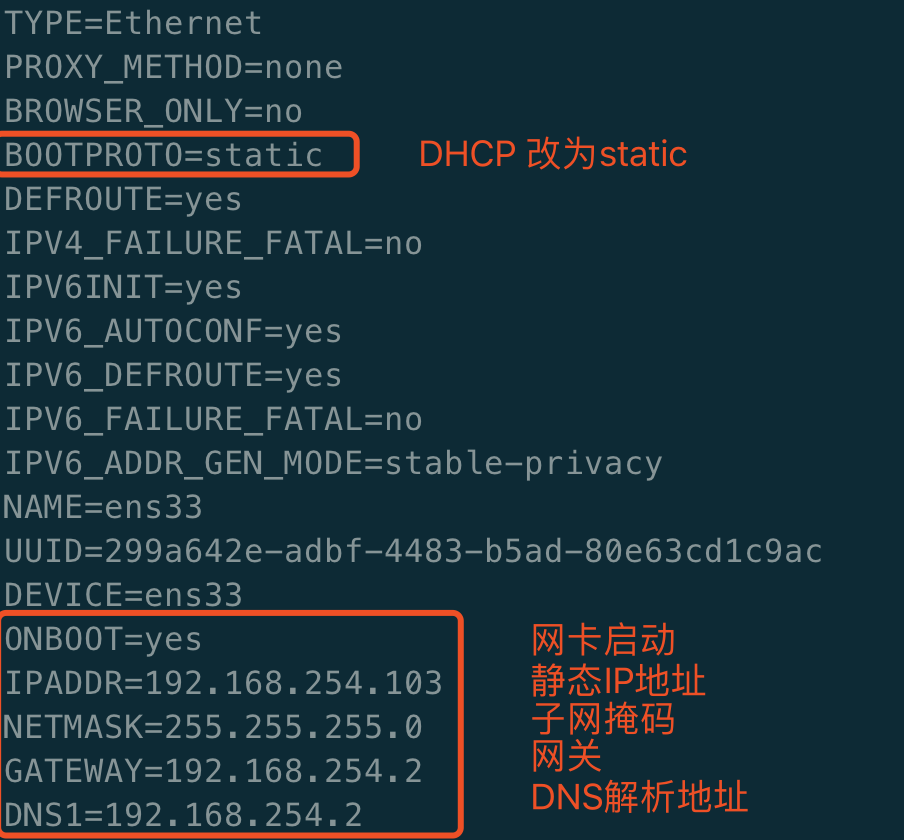 TYPE=Ethernet
PROXY_METHOD=none
BROWSER_ONLY=no
BOOTPROTO=static DHCP 改为static
DEFROUTE=yes
IPV4_FAILURE_FATAL=no
IPV6INIT=yes
IPV6_AUTOCONF=yes
IPV6_DEFROUTE=yes
IPV6_FAILURE_FATAL=no
IPV6_ADDR_GEN_MODE=stable-privacy
NAME=ens33
UUID=299a642e-adbf-4483-b5ad-80e63cd1c9ac
DEVICE=ens33
ONBOOT=yes 网卡启动
IPADDR=192.168.254.103 静态IP地址
NETMASK=255.255.255.0 子网掩码
GATEWAY=192.168.254.2 网关
DNS1=192.168.254.2 DNS解析地址